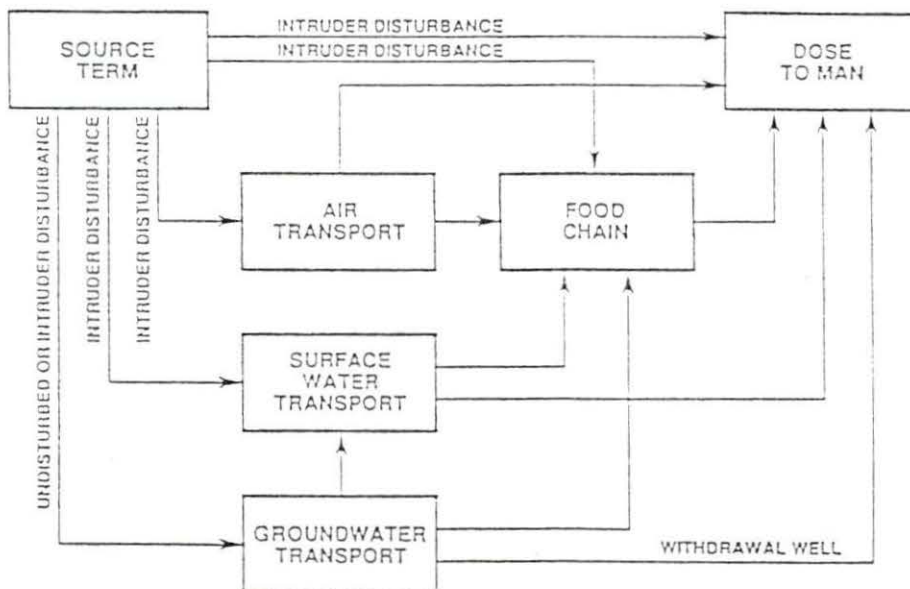 INTRUDER DISTURBANCE
INTRUDER DISTURBANCE
SOURCE
TERM
DOSE
TO MAN
UNDISTURBED OR INTRUDER DISTURBANCE
INTRUDER DISTURBANCE
INTRUDER DISTURBANCE
AIR
TRANSPORT
FOOD
CHAIN
SURFACE
WATER
TRANSPORT
GROUNDWATER
TRANSPORT
WITHDRAWAL WELL